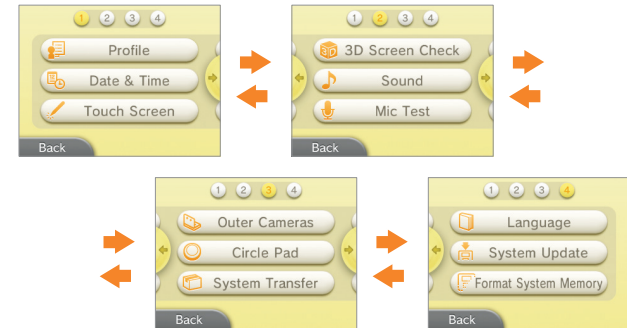 1 2 3 4
Profile
Date & Time
Touch Screen
Back
1 2 3 4
3D
3D Screen Check
Sound
Mic Test
Back
1 2 3 4
Outer Cameras
Circle Pad
System Transfer
Back
1 2 3 4
Language
System Update
Format System Memory
Back